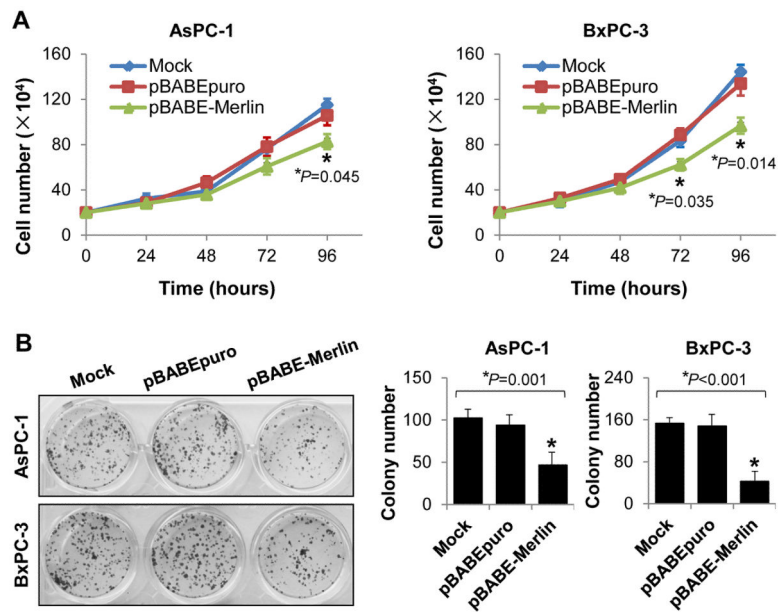 A
AsPC-1
Cell number (×10⁴)
160
120
80
40
0
Mock
pBABEpuro
pBABE-Merlin
*
*P=0.045
0 24 48 72 96
Time (hours)
BxPC-3
Cell number (×10⁴)
160
120
80
40
0
Mock
pBABEpuro
pBABE-Merlin
*
*P=0.014
*
*P=0.035
0 24 48 72 96
Time (hours)
B
Mock pBABEpuro pBABE-Merlin
AsPC-1
BxPC-3
AsPC-1
Colony number
150
100
50
0
*P=0.001
*
Mock
pBABEpuro
pBABE-Merlin
BxPC-3
Colony number
240
160
80
0
*P<0.001
*
Mock
pBABEpuro
pBABE-Merlin